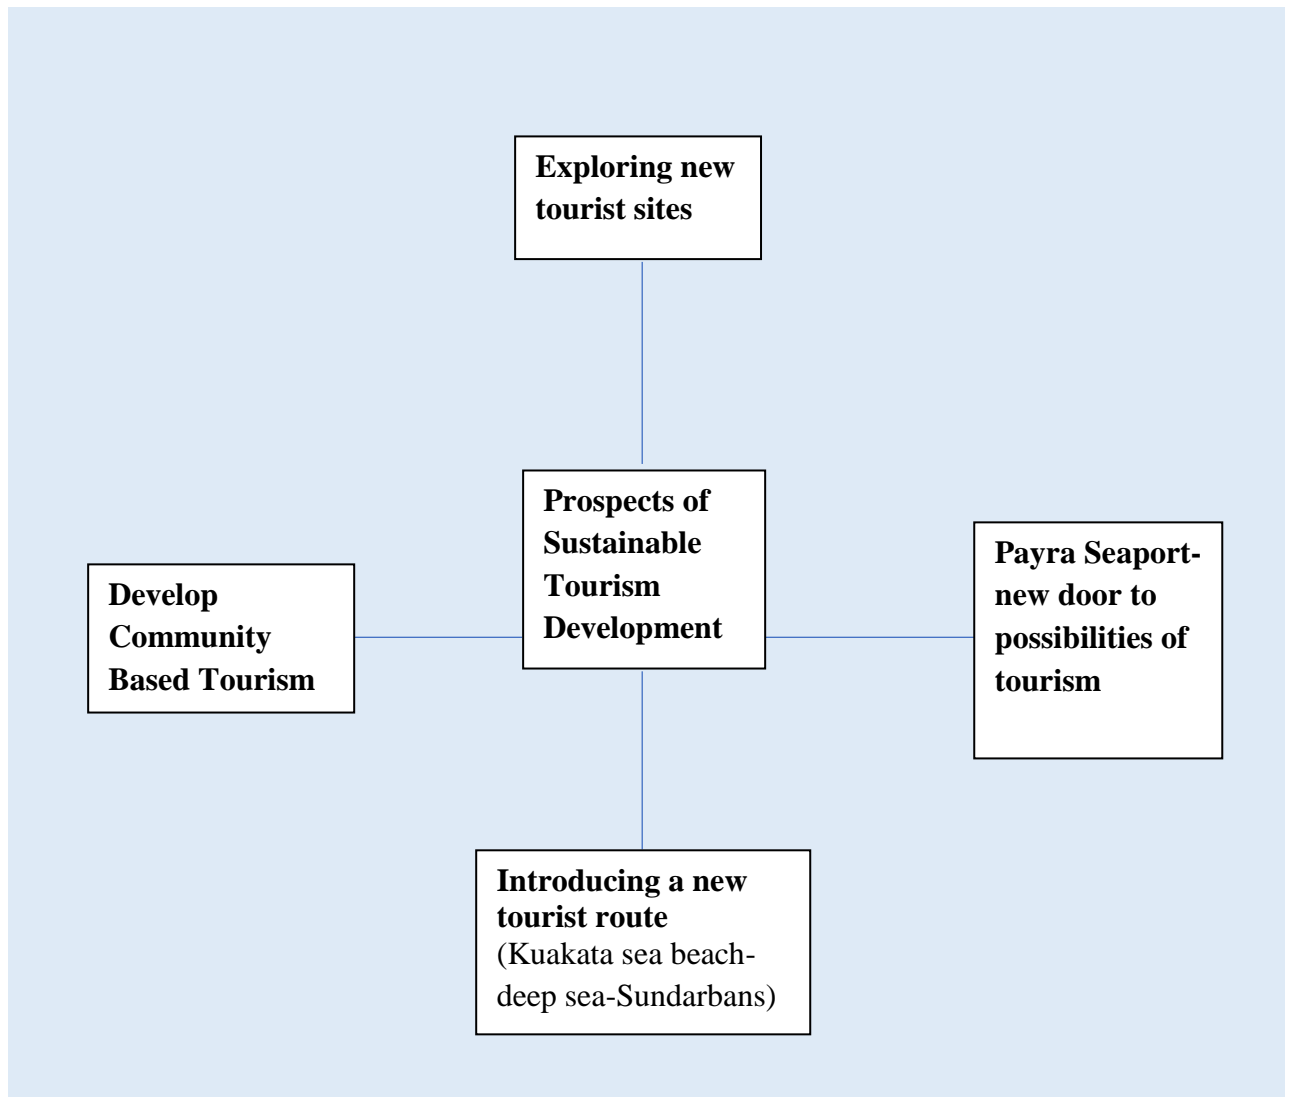 Exploring new
tourist sites
Prospects of
Sustainable
Tourism
Development
Payra Seaport-
new door to
possibilities of
tourism
Develop
Community
Based Tourism
Introducing a new
tourist route
(Kuakata sea beach-
deep sea-Sundarbans)